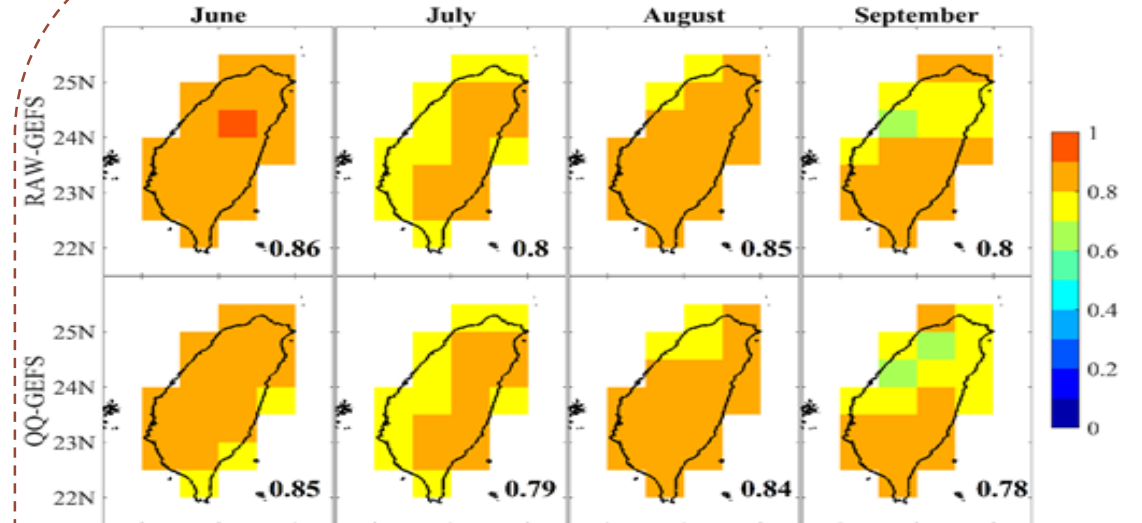 June July August September
RAW-GEFS
25N
24N
23N
22N
0.86 0.8 0.85 0.8
QQ-GEFS
25N
24N
23N
22N
0.85 0.79 0.84 0.78
1
0.8
0.6
0.4
0.2
0